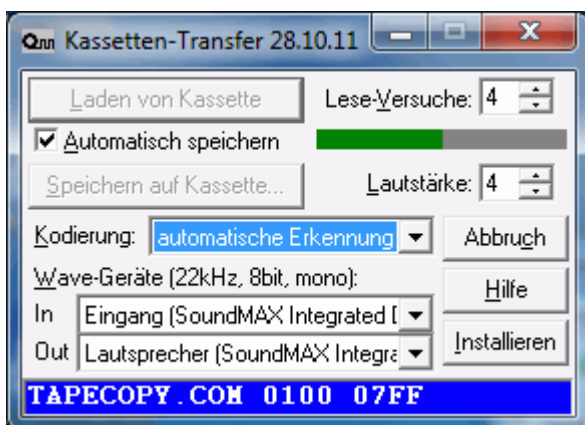 Qnn Kassetten-Transfer 28.10.11
Laden von Kassette Lese-Versuche: 4
Automatisch speichern
Speichern auf Kassette... Lautstärke: 4
Kodierung: automatische Erkennung Abbruch
Wave-Geräte (22kHz, 8bit, mono):
Hilfe
In Eingang (SoundMAX Integrated D
Out Lautsprecher (SoundMAX Integra Installieren
TAPECOPY.COM 0100 07FF